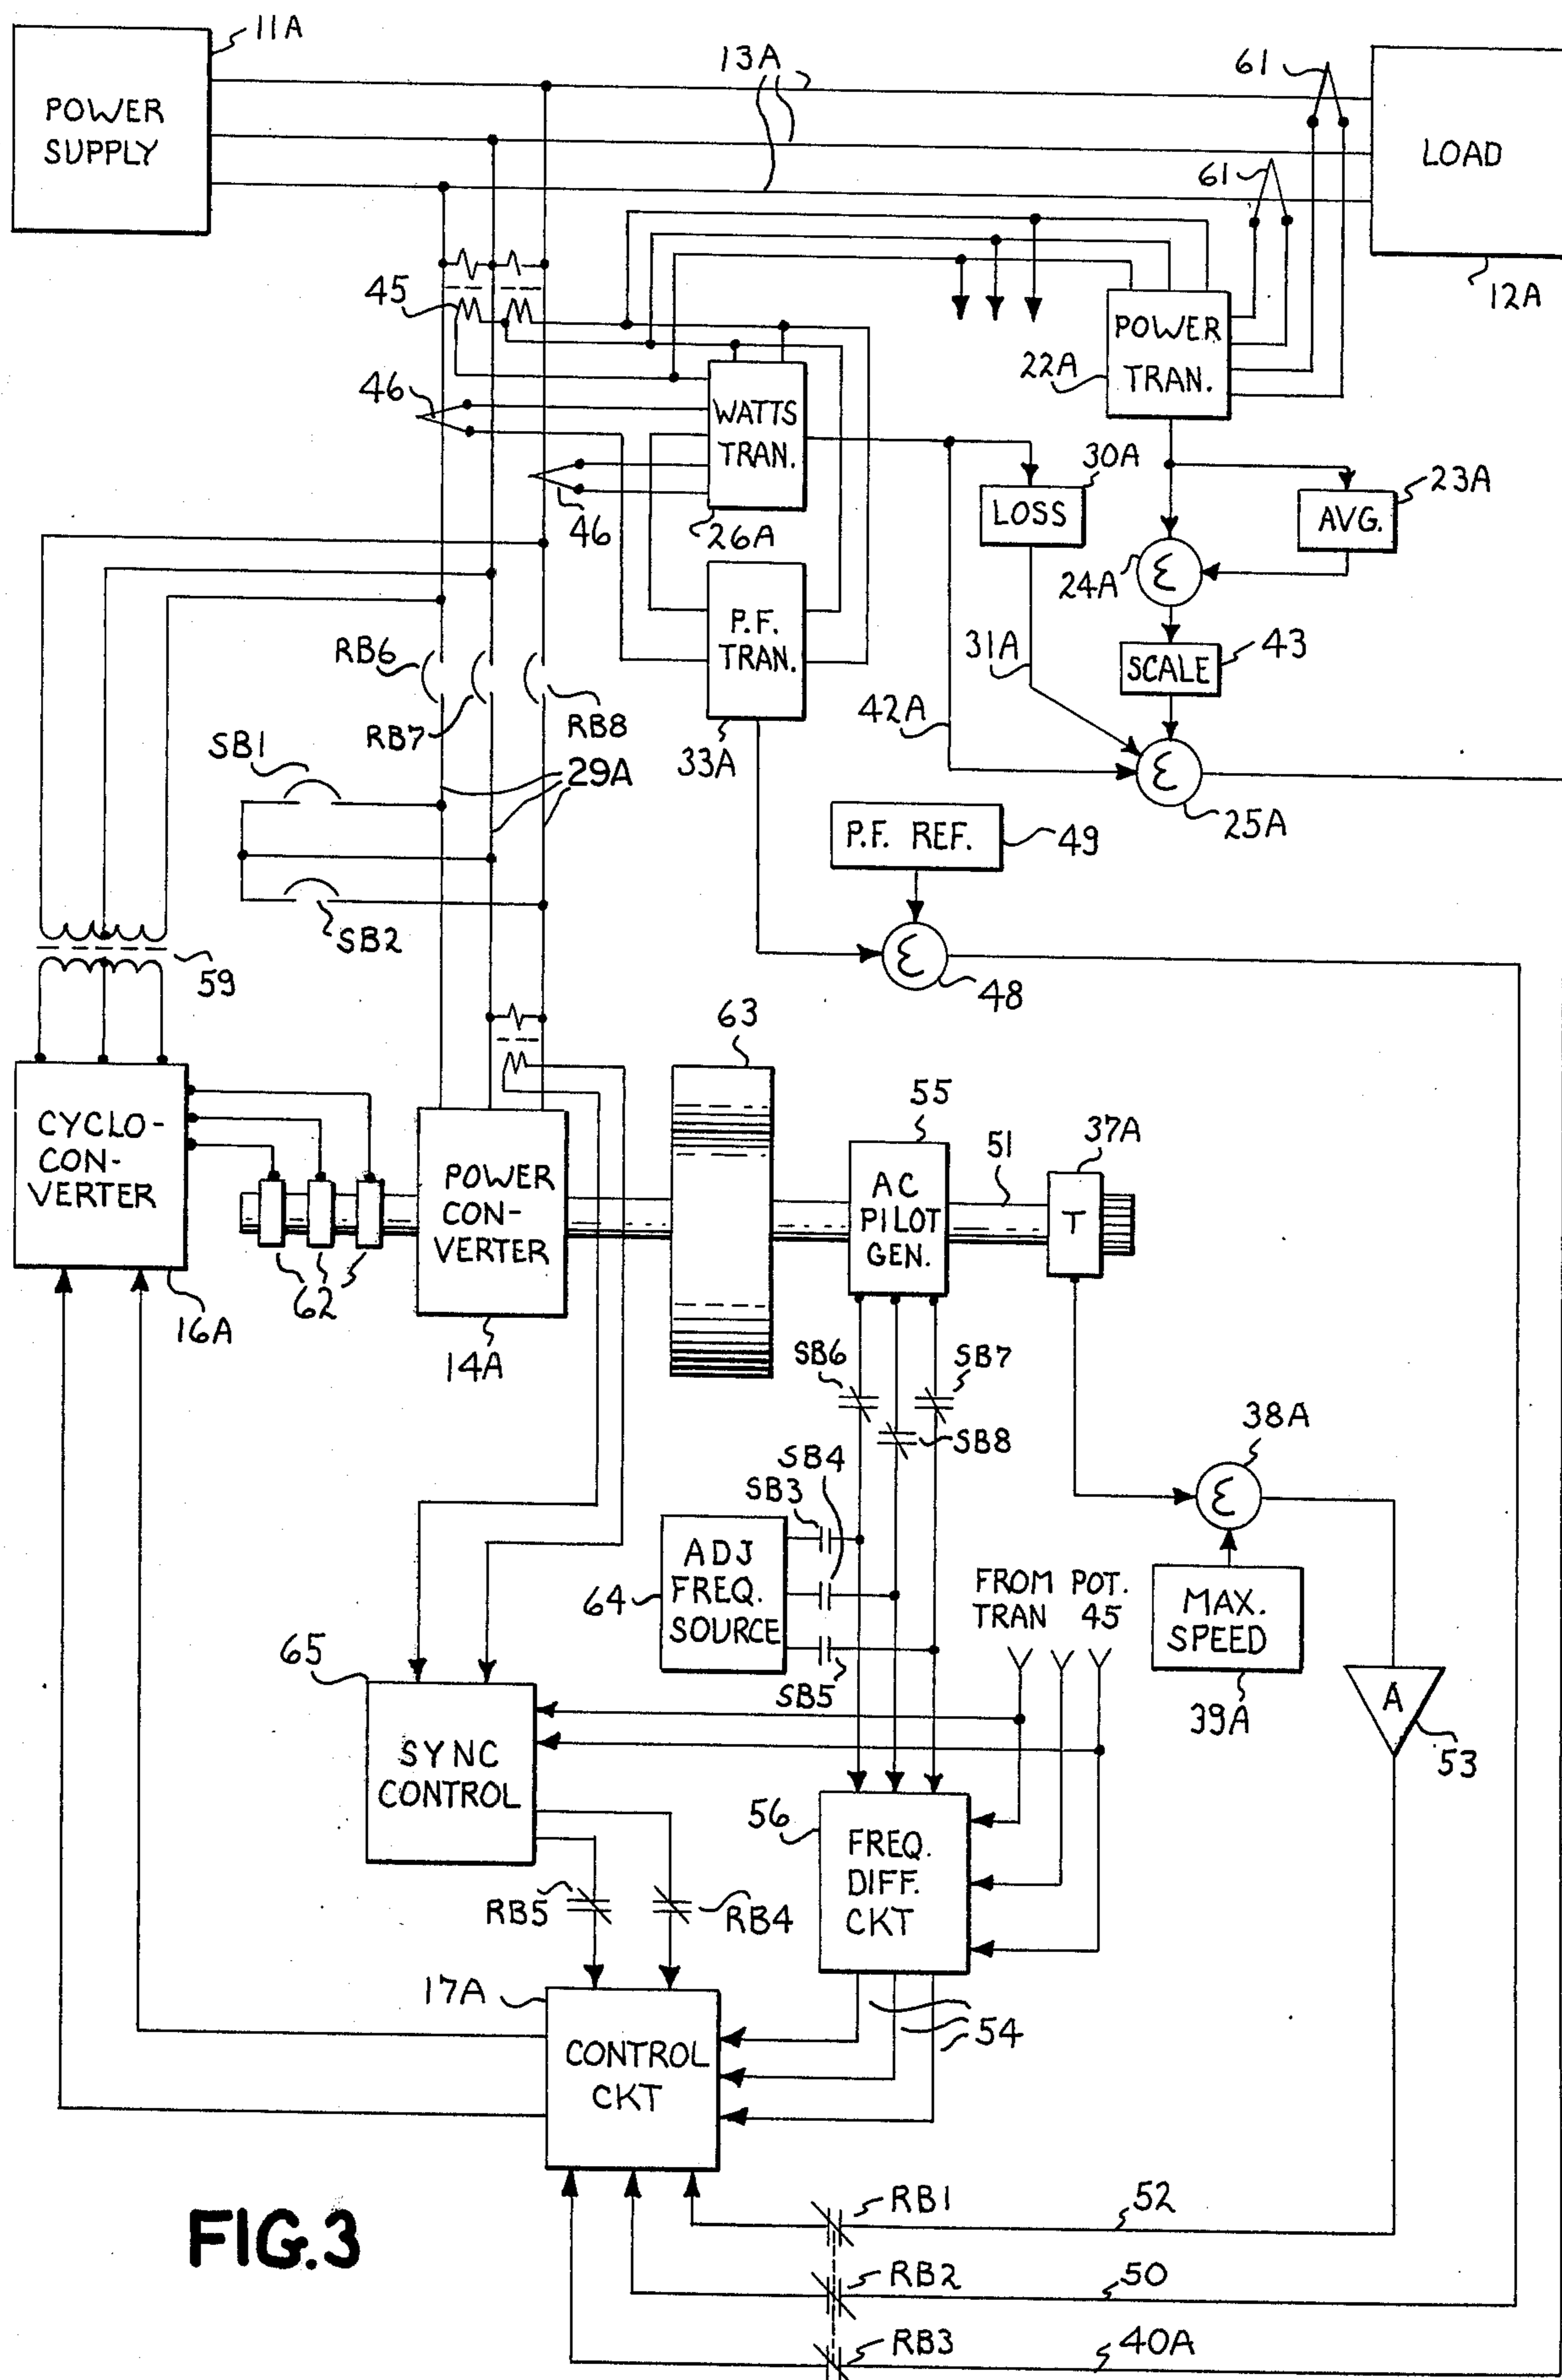 11A
13A
61
POWER
SUPPLY
LOAD
61
12A
45
POWER
TRAN.
22A
46
WATTS
TRAN.
30A
23A
LOSS
AVG.
46
26A
24A
Σ
P.F.
TRAN.
31A
SCALE
43
RB6
RB7
RB8
42A
SB1
29A
33A
Σ
25A
P.F. REF.
49
SB2
59
Σ
48
63
55
37A
51
CYCLO-
CON-
VERTER
POWER
CON-
VERTER
AC
PILOT
GEN.
T
62
16A
14A
SB6
SB7
SB8
38A
SB4
SB3
Σ
ADJ
FREQ.
SOURCE
64
FROM POT.
TRAN 45
MAX.
SPEED
65
SB5
39A
A
53
SYNC
CONTROL
56
FREQ.
DIFF.
CKT
RB5
RB4
17A
54
CONTROL
CKT
RB1
52
FIG.3
RB2
50
RB3
40A